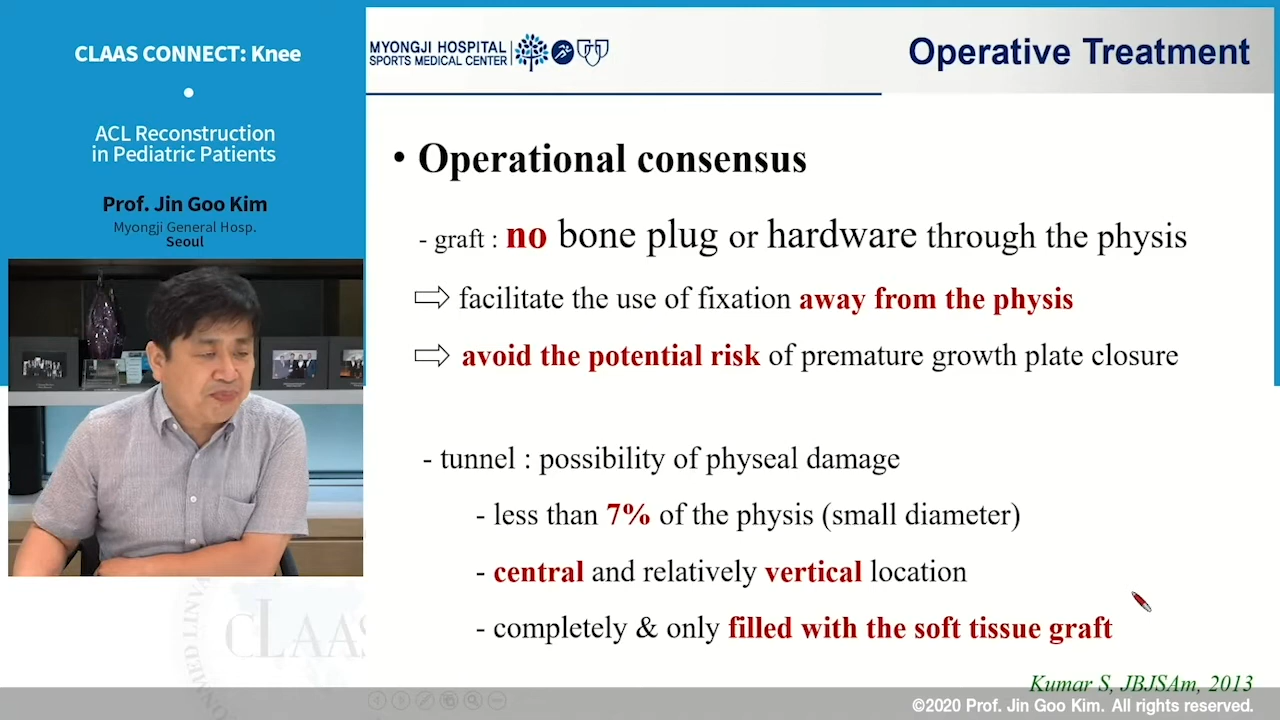 CLAAS CONNECT: Knee
ACL Reconstruction
in Pediatric Patients
Prof. Jin Goo Kim
Myongji General Hosp.
Seoul
MYONGJI HOSPITAL
SPORTS MEDICAL CENTER
Operative Treatment
• Operational consensus
- graft : no bone plug or hardware through the physis
⇨ facilitate the use of fixation away from the physis
⇨ avoid the potential risk of premature growth plate closure
- tunnel : possibility of physeal damage
- less than 7% of the physis (small diameter)
- central and relatively vertical location
- completely & only filled with the soft tissue graft
Kumar S, JBJSAm, 2013
©2020 Prof. Jin Goo Kim. All rights reserved.